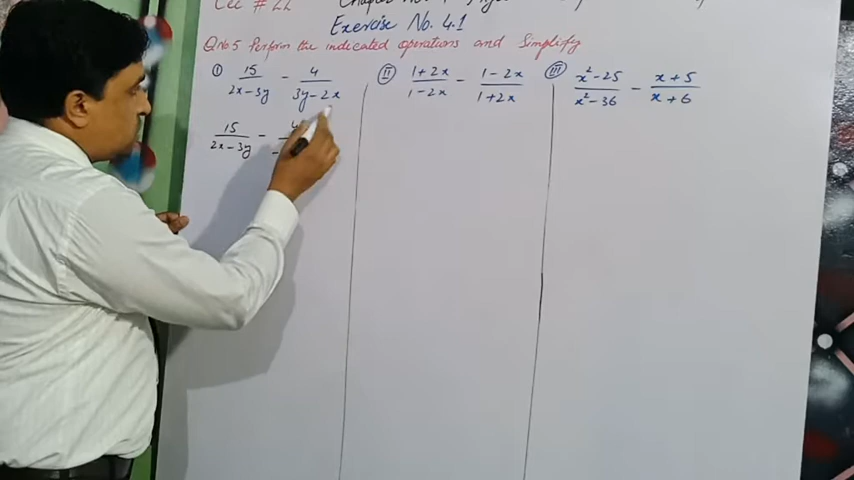 Lec # 22
Exercise No. 4.1
Q.No 5 Perform the indicated operations and Simplify
(I) 15/(2x-3y) - 4/(3y-2x)
(II) (1+2x)/(1-2x) - (1-2x)/(1+2x)
(III) (x²-25)/(x²-36) - (x+5)/(x+6)
15/(2x-3y) - 4/-